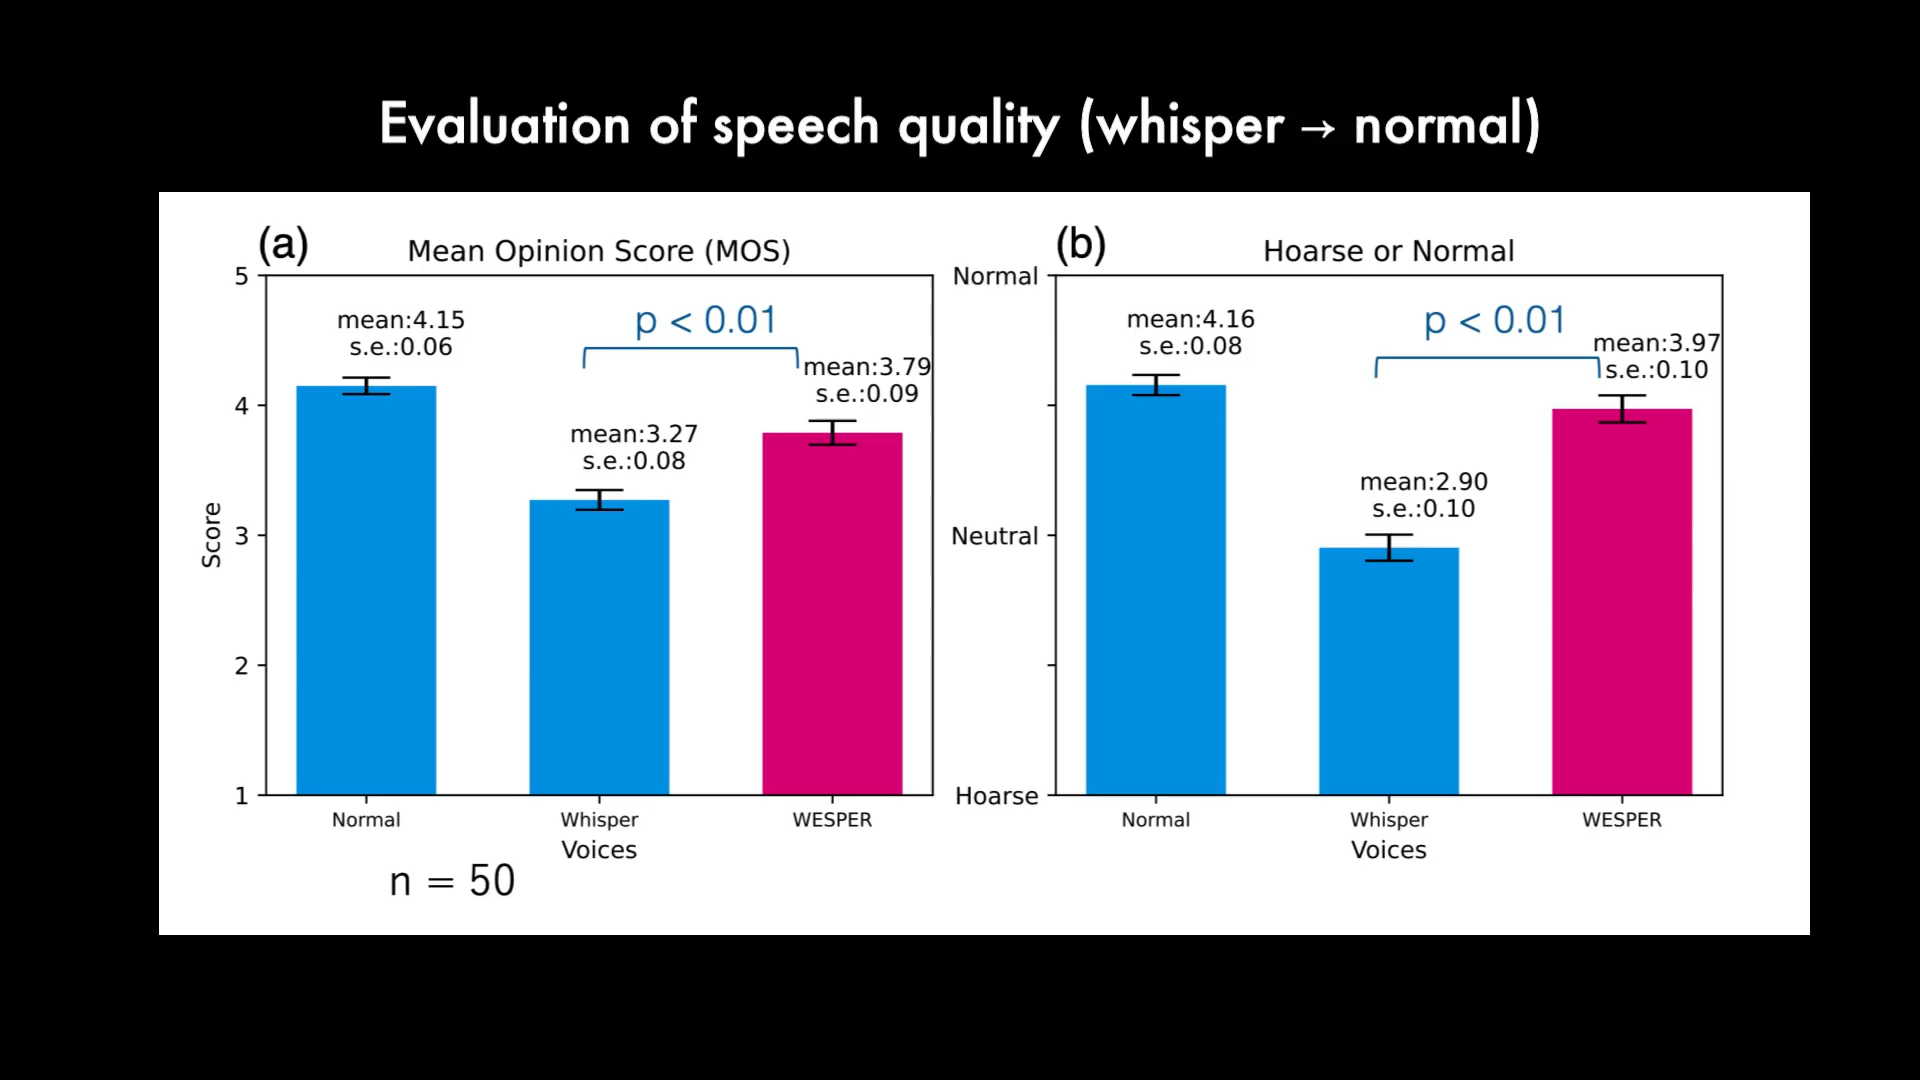 Evaluation of speech quality (whisper → normal)
(a)
Mean Opinion Score (MOS)
5
4
3
2
1
Score
mean:4.15
s.e.:0.06
p < 0.01
mean:3.27
s.e.:0.08
mean:3.79
s.e.:0.09
Normal
Whisper
WESPER
Voices
n = 50
(b)
Hoarse or Normal
Normal
Neutral
Hoarse
mean:4.16
s.e.:0.08
p < 0.01
mean:2.90
s.e.:0.10
mean:3.97
s.e.:0.10
Normal
Whisper
WESPER
Voices